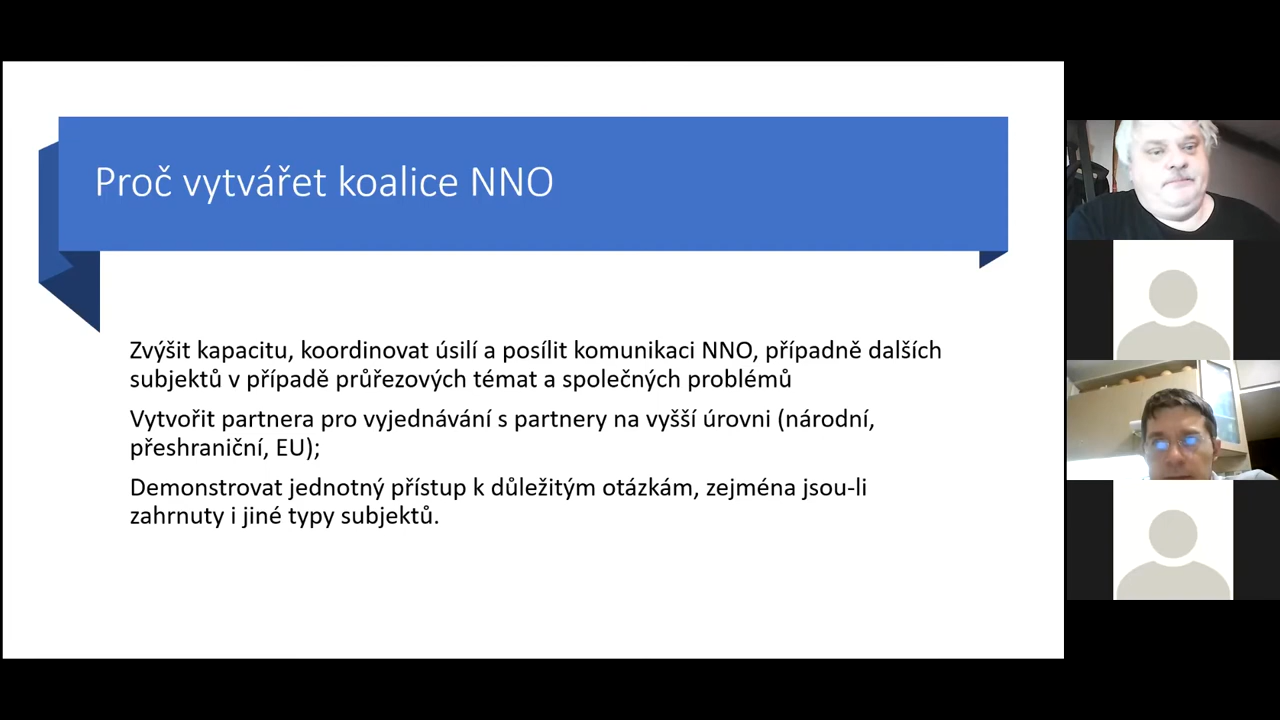 Proč vytvářet koalice NNO
Zvýšit kapacitu, koordinovat úsilí a posílit komunikaci NNO, případně dalších
subjektů v případě průřezových témat a společných problémů
Vytvořit partnera pro vyjednávání s partnery na vyšší úrovni (národní,
přeshraniční, EU);
Demonstrovat jednotný přístup k důležitým otázkám, zejména jsou-li
zahrnuty i jiné typy subjektů.